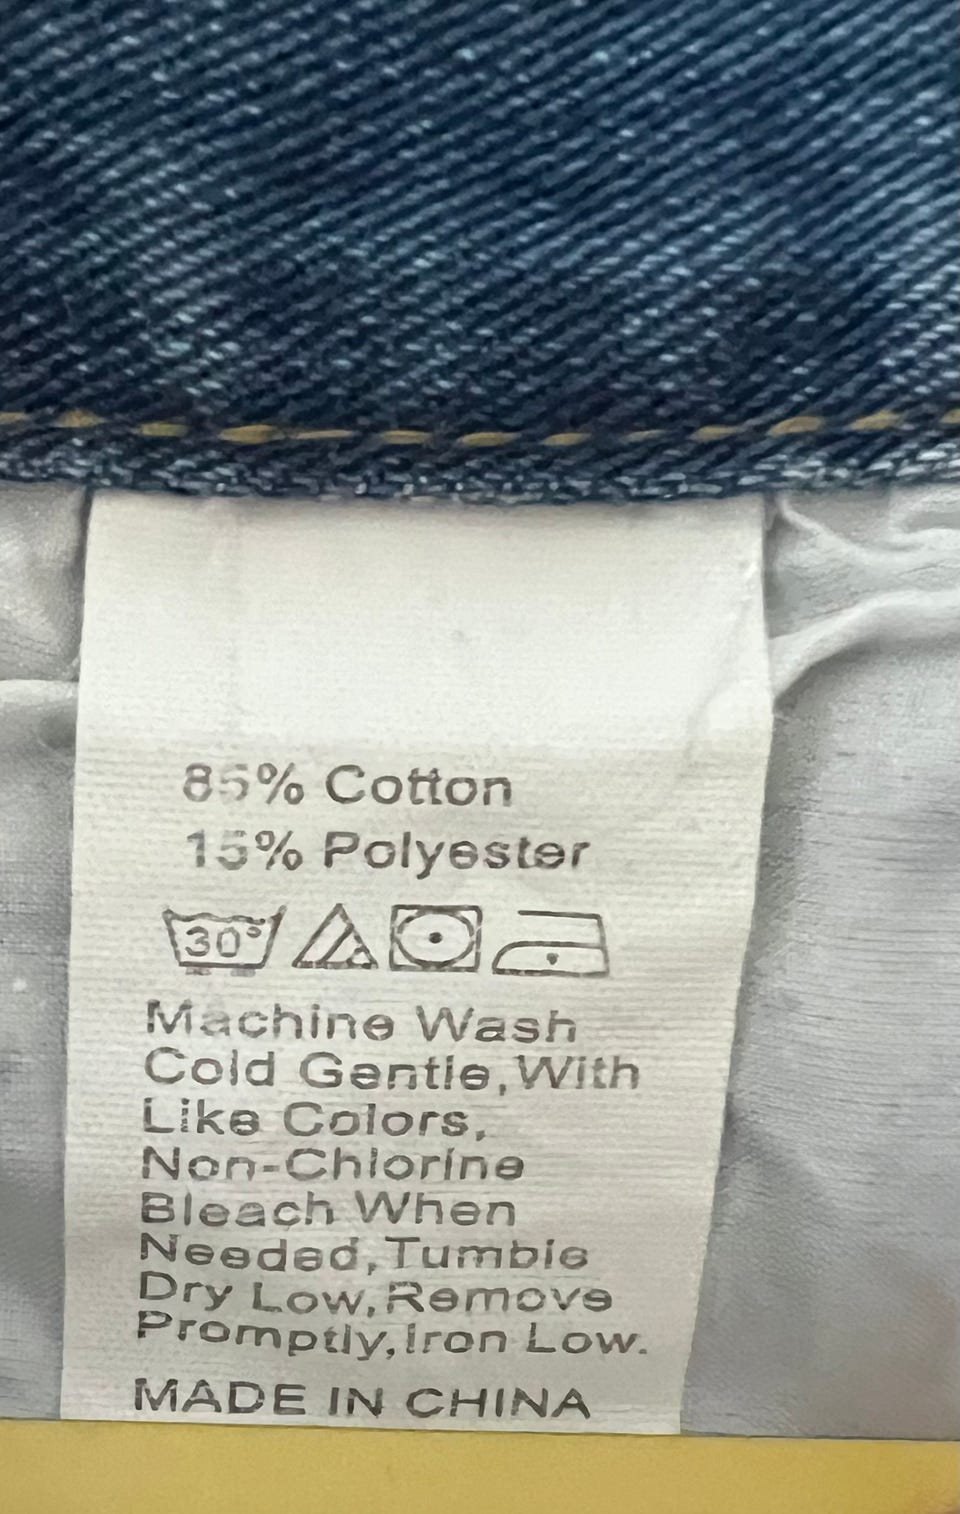 85% Cotton
15% Polyester
30°
Machine Wash
Cold Gentle,With
Like Colors,
Non-Chlorine
Bleach When
Needed,Tumble
Dry Low,Remove
Promptly,Iron Low.
MADE IN CHINA